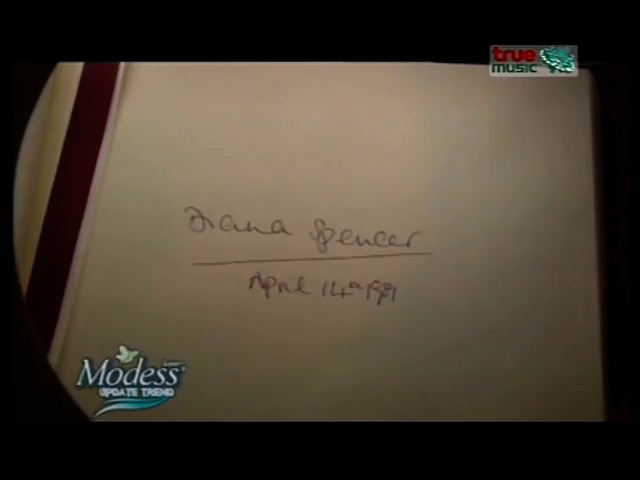 true
music
Diana Spencer
April 14th 1981
Modess
UPDATE TREND